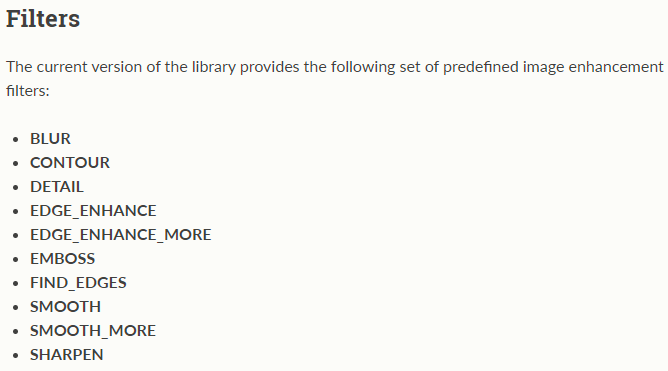 Filters
The current version of the library provides the following set of predefined image enhancement
filters:
• BLUR
• CONTOUR
• DETAIL
• EDGE_ENHANCE
• EDGE_ENHANCE_MORE
• EMBOSS
• FIND_EDGES
• SMOOTH
• SMOOTH_MORE
• SHARPEN